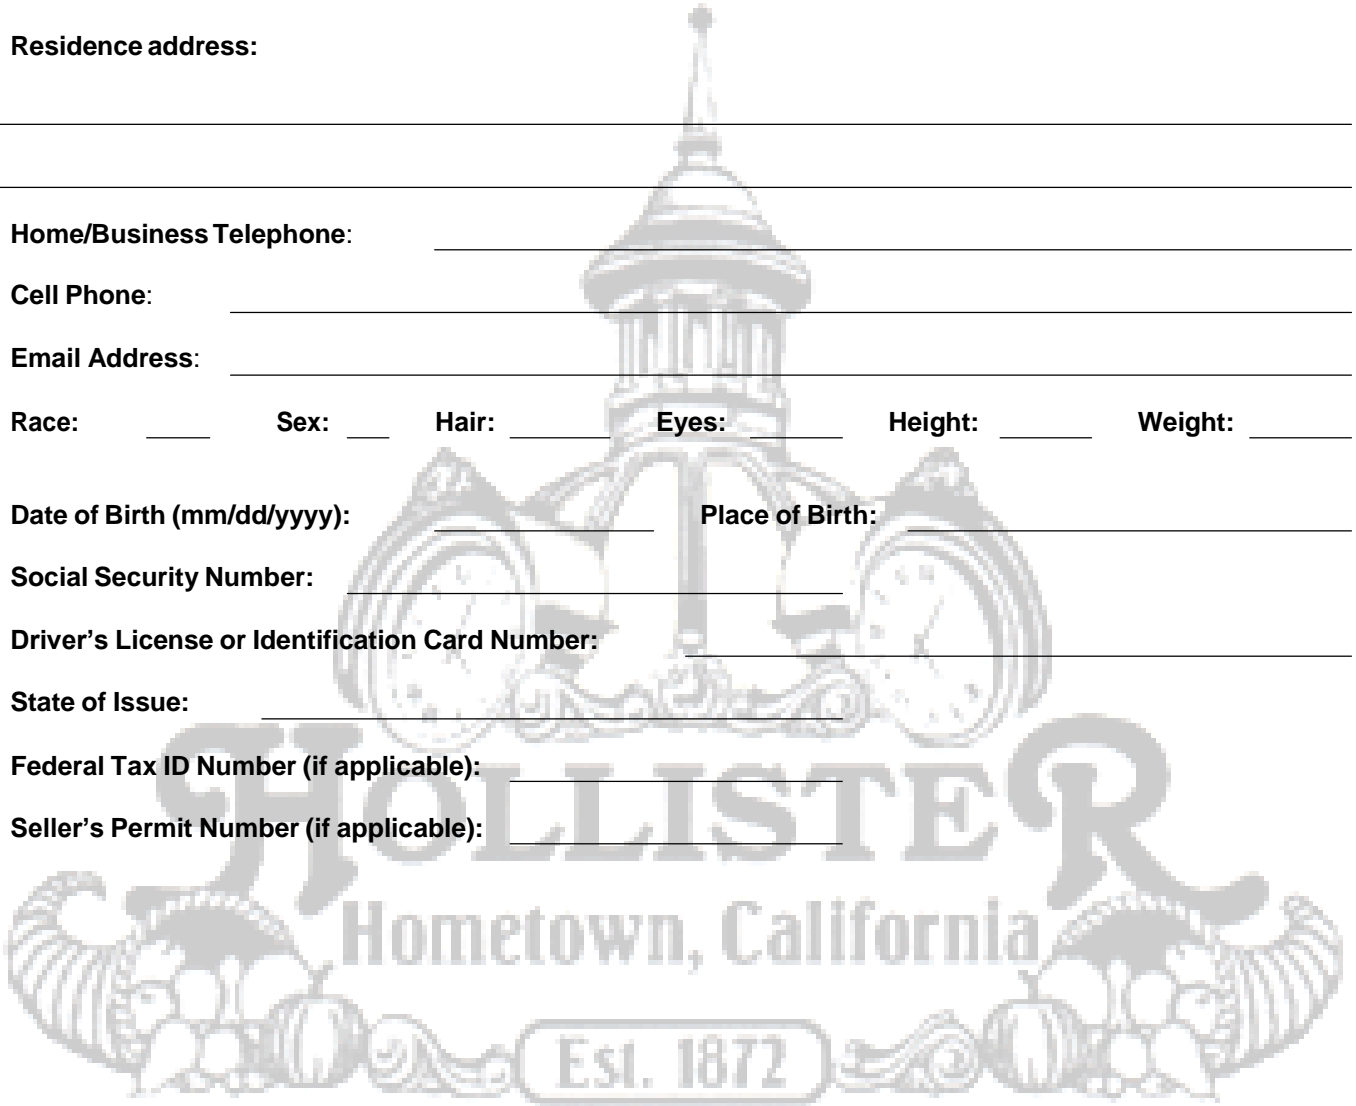 Residence address:
Home/Business Telephone:
Cell Phone:
Email Address:
Race: Sex: Hair: Eyes: Height: Weight:
Date of Birth (mm/dd/yyyy): Place of Birth:
Social Security Number:
Driver’s License or Identification Card Number:
State of Issue:
Federal Tax ID Number (if applicable):
Seller’s Permit Number (if applicable):
HOLLISTER
Hometown, California
Est. 1872